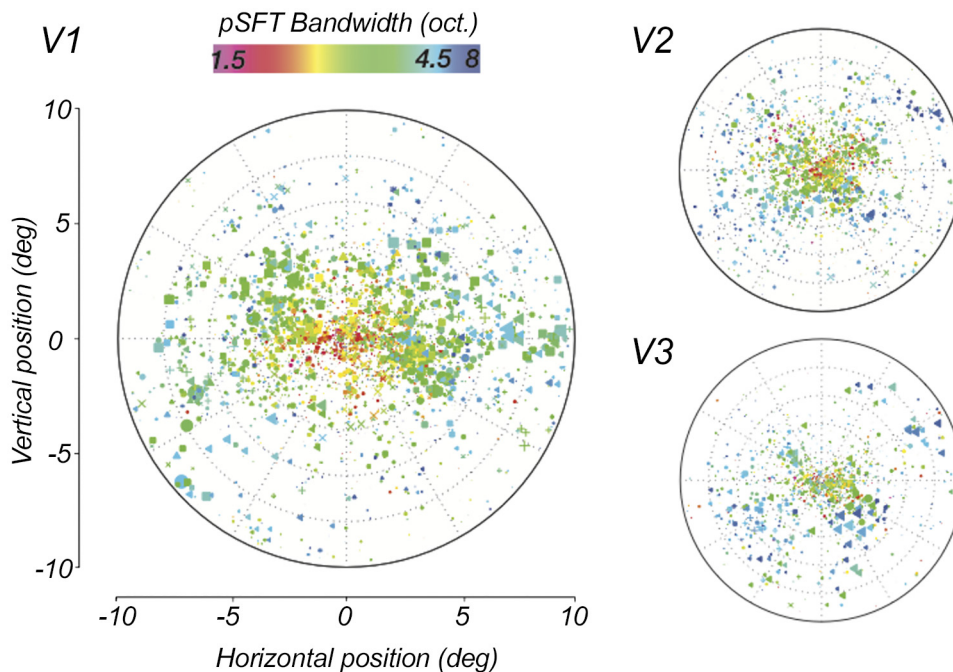 V1
pSFT Bandwidth (oct.)
1.5 4.5 8
V2
10
5
0
-5
-10
Vertical position (deg)
V3
-10 -5 0 5 10
Horizontal position (deg)